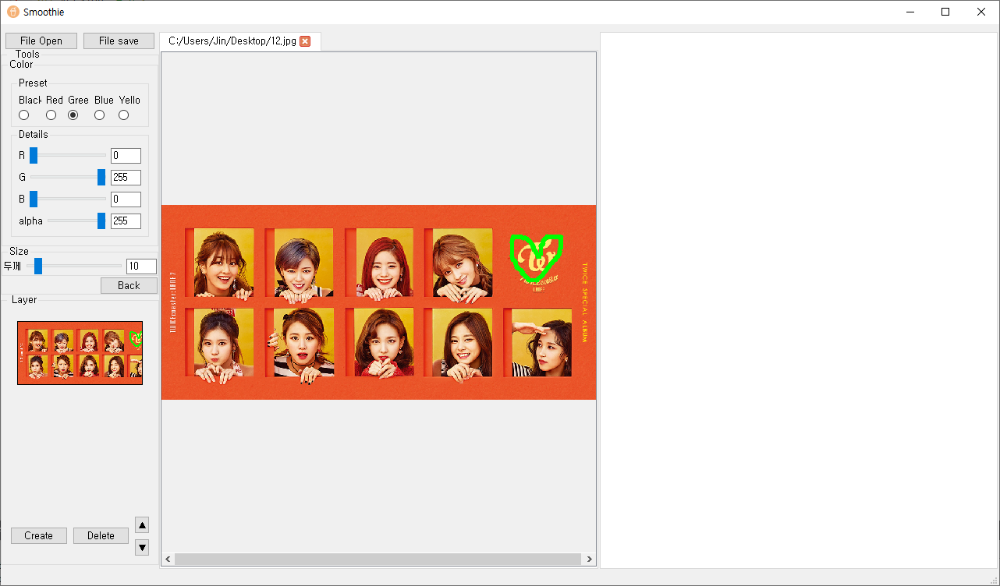 Smoothie
File Open
File save
C:/Users/Jin/Desktop/12.jpg
Tools
Color
Preset
Black Red Gree Blue Yello
Details
R 0
G 255
B 0
alpha 255
Size
두께 10
Back
Layer
TWICE SPECIAL ALBUM
Create
Delete